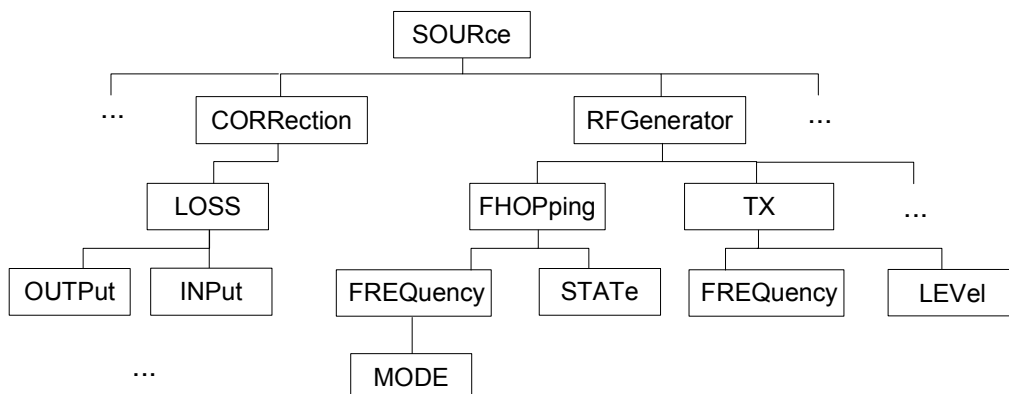 SOURce
...
CORRection
RFGenerator
...
LOSS
FHOPping
TX
...
OUTPut
INPut
FREQuency
STATe
FREQuency
LEVel
...
MODE